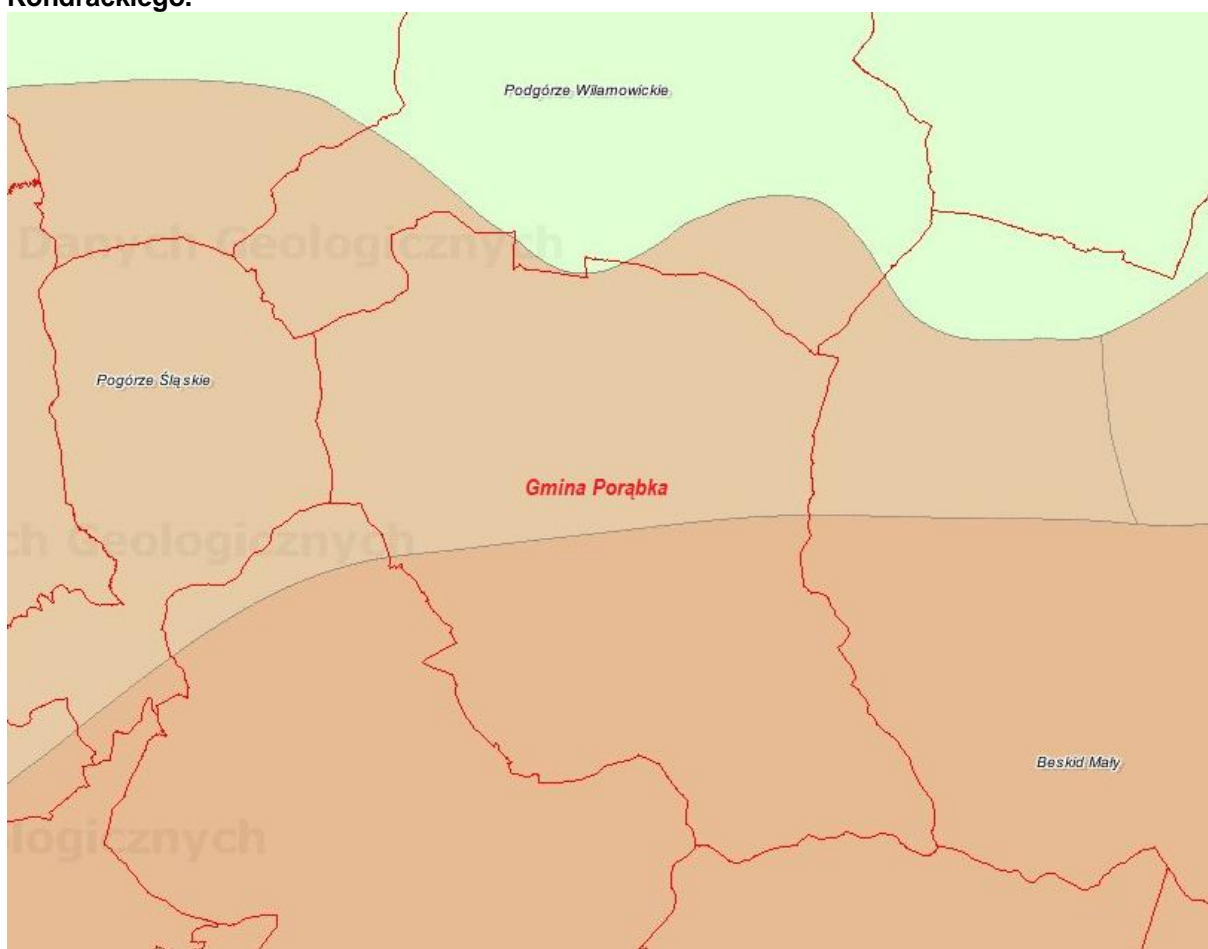 Kondrackiego.
Podgórze Wilamowickie
Danych Geologicznych
Pogórze Śląskie
Gmina Porąbka
ch Geologicznych
Beskid Mały
logicznych